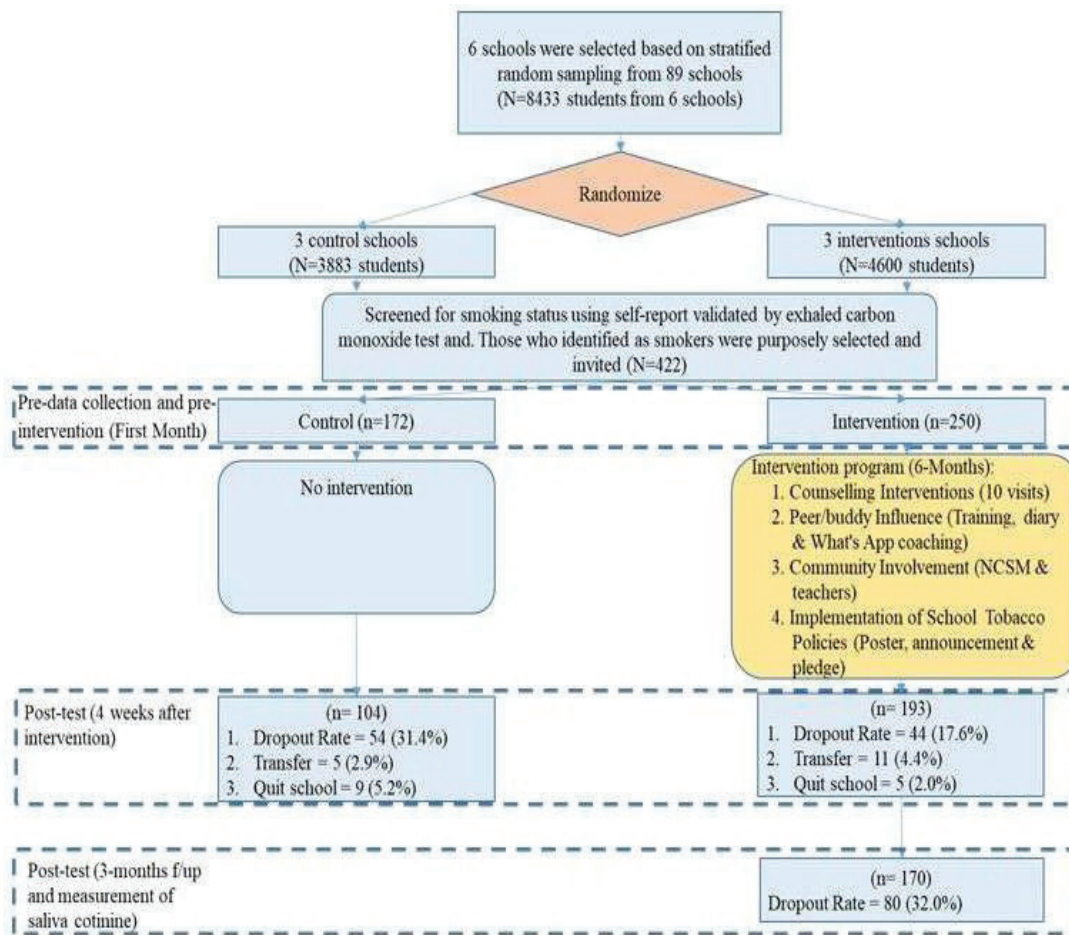 6 schools were selected based on stratified
random sampling from 89 schools
(N=8433 students from 6 schools)
Randomize
3 control schools
(N=3883 students)
3 interventions schools
(N=4600 students)
Screened for smoking status using self-report validated by exhaled carbon
monoxide test and. Those who identified as smokers were purposely selected and
invited (N=422)
Pre-data collection and pre-
intervention (First Month)
Control (n=172)
Intervention (n=250)
No intervention
Intervention program (6-Months):
1. Counselling Interventions (10 visits)
2. Peer/buddy Influence (Training, diary
& What's App coaching)
3. Community Involvement (NCSM &
teachers)
4. Implementation of School Tobacco
Policies (Poster, announcement &
pledge)
Post-test (4 weeks after
intervention)
(n= 104)
1. Dropout Rate = 54 (31.4%)
2. Transfer = 5 (2.9%)
3. Quit school = 9 (5.2%)
(n= 193)
1. Dropout Rate = 44 (17.6%)
2. Transfer = 11 (4.4%)
3. Quit school = 5 (2.0%)
Post-test (3-months f/up
and measurement of
saliva cotinine)
(n= 170)
Dropout Rate = 80 (32.0%)